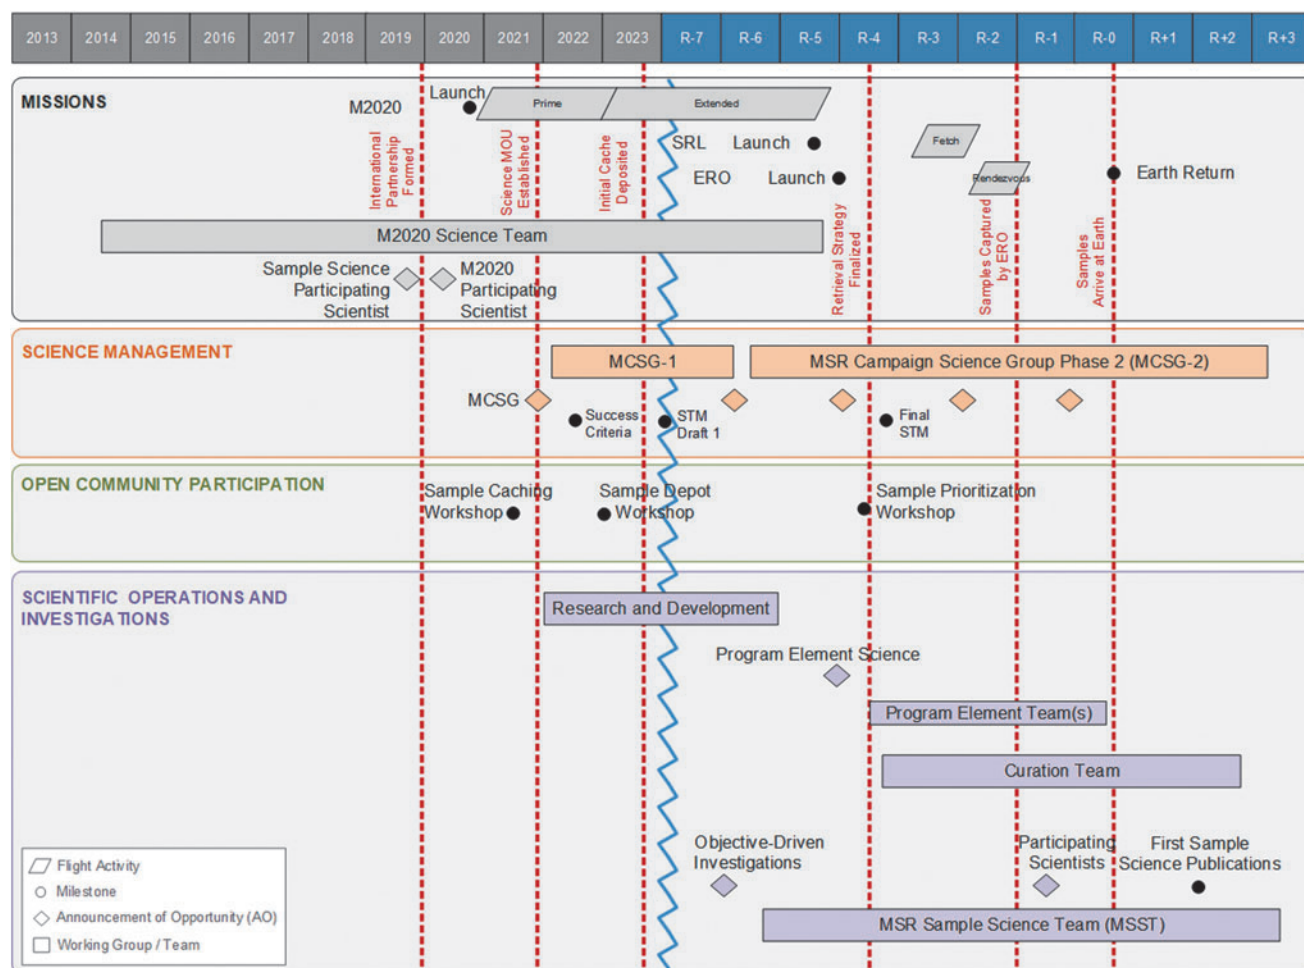 2013 2014 2015 2016 2017 2018 2019 2020 2021 2022 2023 R-7 R-6 R-5 R-4 R-3 R-2 R-1 R-0 R+1 R+2 R+3
MISSIONS
M2020
Launch
Prime
Extended
SRL
Launch
Fetch
ERO
Launch
Rendezvous
Earth Return
International
Partnership
Formed
Science MOU
Established
Initial Cache
Deposited
Retrieval Strategy
Finalized
Samples Captured
by ERO
Samples
Arrive at Earth
M2020 Science Team
Sample Science
Participating
Scientist
M2020
Participating
Scientist
SCIENCE MANAGEMENT
MCSG-1
MSR Campaign Science Group Phase 2 (MCSG-2)
MCSG
Success
Criteria
STM
Draft 1
Final
STM
OPEN COMMUNITY PARTICIPATION
Sample Caching
Workshop
Sample Depot
Workshop
Sample Prioritization
Workshop
SCIENTIFIC OPERATIONS AND
INVESTIGATIONS
Research and Development
Program Element Science
Program Element Team(s)
Curation Team
Objective-Driven
Investigations
Participating
Scientists
First Sample
Science Publications
MSR Sample Science Team (MSST)
Flight Activity
Milestone
Announcement of Opportunity (AO)
Working Group / Team